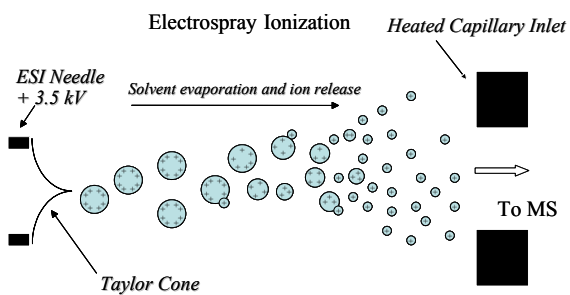 Electrospray Ionization
Heated Capillary Inlet
ESI Needle
+ 3.5 kV
Solvent evaporation and ion release
To MS
Taylor Cone